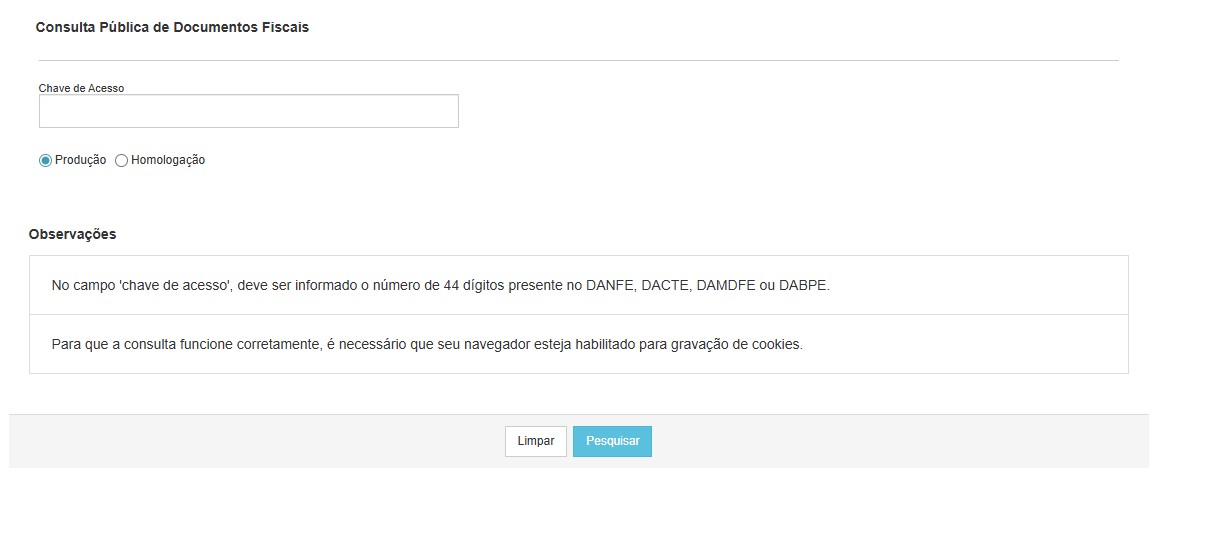 Consulta Pública de Documentos Fiscais
Chave de Acesso
Produção Homologação
Observações
No campo 'chave de acesso', deve ser informado o número de 44 dígitos presente no DANFE, DACTE, DAMDFE ou DABPE.
Para que a consulta funcione corretamente, é necessário que seu navegador esteja habilitado para gravação de cookies.
Limpar Pesquisar